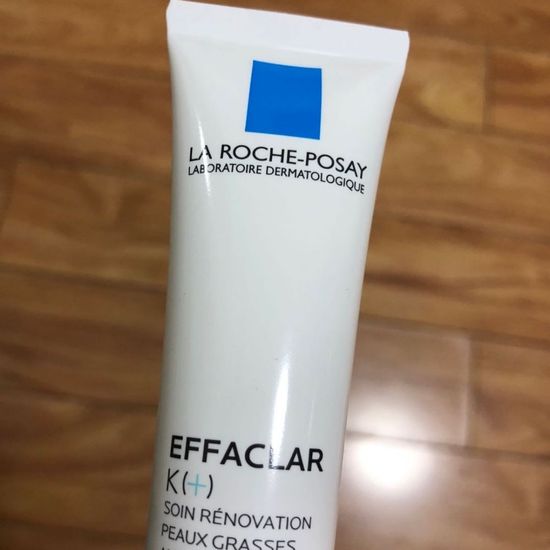 LA ROCHE-POSAY
LABORATOIRE DERMATOLOGIQUE
EFFACLAR
K(+)
SOIN RÉNOVATION
PEAUX GRASSES